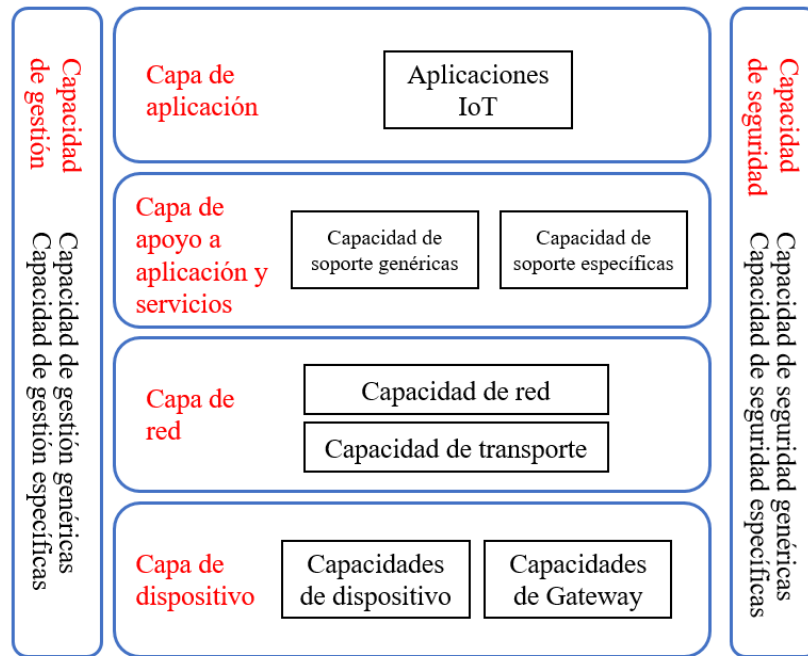 Capacidad
de gestión
Capacidad de gestión genéricas
Capacidad de gestión específicas
Capa de
aplicación
Aplicaciones
IoT
Capa de
apoyo a
aplicación y
servicios
Capacidad de
soporte genéricas
Capacidad de
soporte específicas
Capa de
red
Capacidad de red
Capacidad de transporte
Capa de
dispositivo
Capacidades
de dispositivo
Capacidades
de Gateway
Capacidad
de seguridad
Capacidad de seguridad genéricas
Capacidad de seguridad específicas